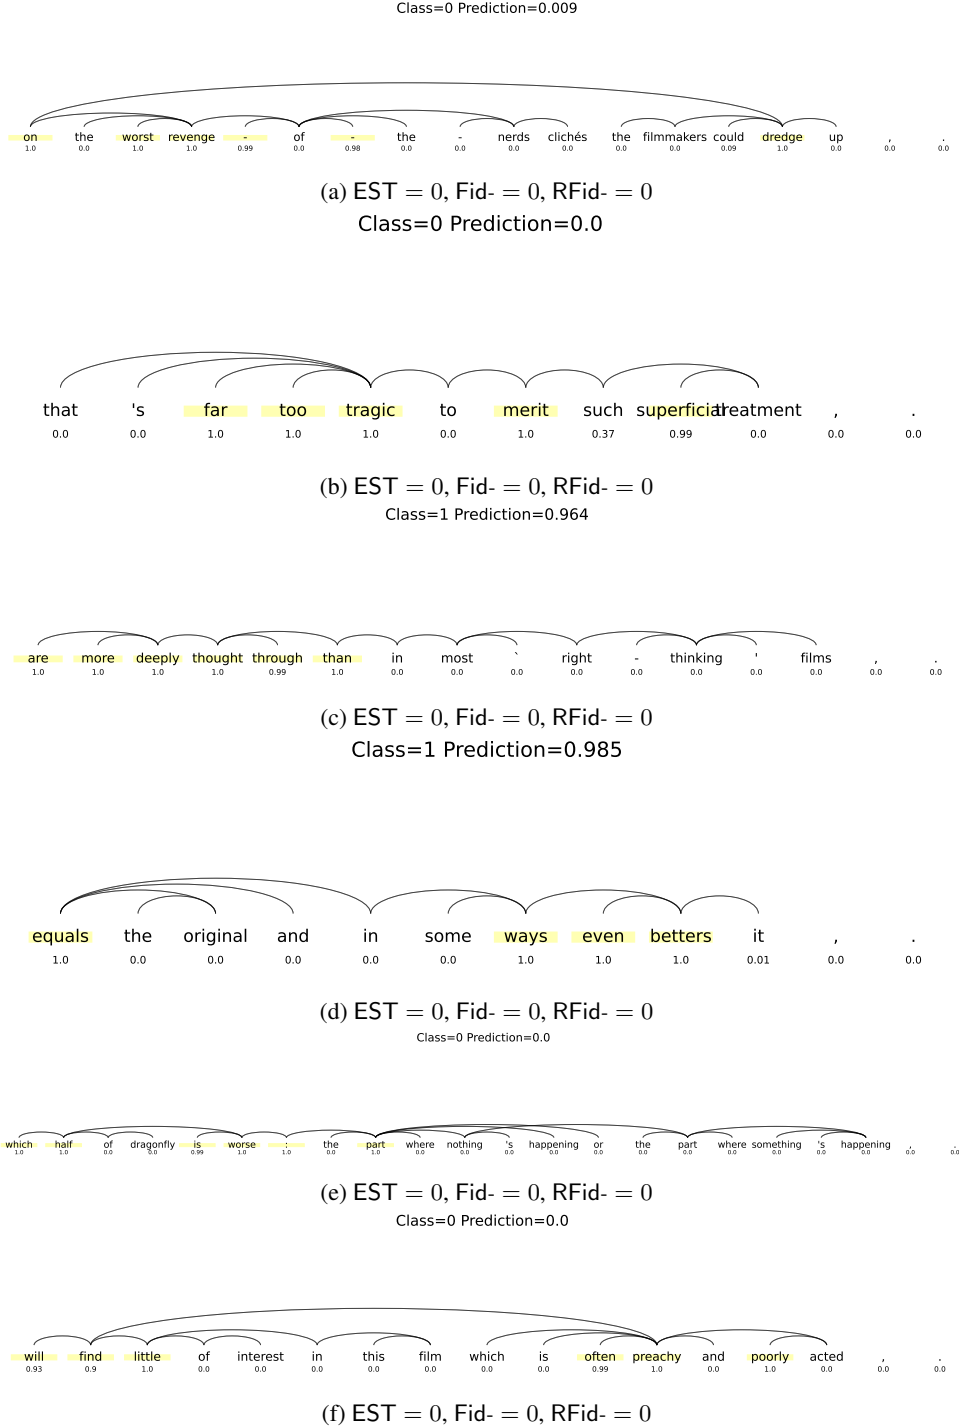 Class=0 Prediction=0.009
on the worst revenge - of - the - nerds clichés the filmmakers could dredge up , .
1.0 0.0 1.0 1.0 0.99 0.0 0.98 0.0 0.0 0.0 0.0 0.0 0.0 0.09 1.0 0.0 0.0 0.0
(a) EST = 0, Fid- = 0, RFid- = 0
Class=0 Prediction=0.0
that 's far too tragic to merit such superficial treatment , .
0.0 0.0 1.0 1.0 1.0 0.0 1.0 0.37 0.99 0.0 0.0 0.0
(b) EST = 0, Fid- = 0, RFid- = 0
Class=1 Prediction=0.964
are more deeply thought through than in most ` right - thinking ' films , .
1.0 1.0 1.0 1.0 0.99 1.0 0.0 0.0 0.0 0.0 0.0 0.0 0.0 0.0 0.0 0.0
(c) EST = 0, Fid- = 0, RFid- = 0
Class=1 Prediction=0.985
equals the original and in some ways even betters it , .
1.0 0.0 0.0 0.0 0.0 0.0 1.0 1.0 1.0 0.01 0.0 0.0
(d) EST = 0, Fid- = 0, RFid- = 0
Class=0 Prediction=0.0
which half of dragonfly is worse : the part where nothing 's happening or the part where something 's happening , .
1.0 1.0 0.0 0.0 0.99 1.0 1.0 0.0 1.0 0.0 0.0 0.0 0.0 0.0 0.0 0.0 0.0 0.0 0.0 0.0 0.0 0.0
(e) EST = 0, Fid- = 0, RFid- = 0
Class=0 Prediction=0.0
will find little of interest in this film which is often preachy and poorly acted , .
0.93 0.9 1.0 0.0 0.0 0.0 0.0 0.0 0.0 0.0 0.99 1.0 0.0 1.0 0.0 0.0 0.0
(f) EST = 0, Fid- = 0, RFid- = 0